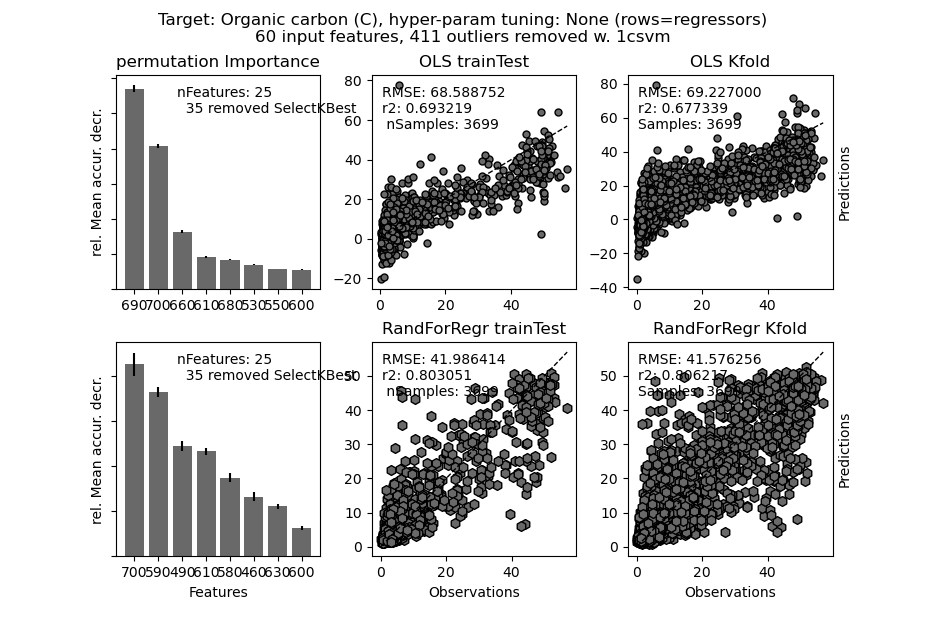 Target: Organic carbon (C), hyper-param tuning: None (rows=regressors)
60 input features, 411 outliers removed w. 1csvm
permutation Importance
OLS trainTest
OLS Kfold
nFeatures: 25
35 removed SelectKBest
rel. Mean accur. decr.
690 700 660 610 680 530 550 600
RMSE: 68.588752
r2: 0.693219
nSamples: 3699
60
40
20
0
−20
0 20 40
RMSE: 69.227000
r2: 0.677339
Samples: 3699
80
60
40
20
0
−20
−40
0 20 40
Predictions
RandForRegr trainTest
RandForRegr Kfold
nFeatures: 25
35 removed SelectKBest
rel. Mean accur. decr.
700 590 490 610 580 460 630 600
Features
RMSE: 41.986414
r2: 0.803051
nSamples: 3699
50
40
30
20
10
0
0 20 40
Observations
RMSE: 41.576256
r2: 0.806217
50
40
30
20
10
0
0 20 40
Observations
Predictions